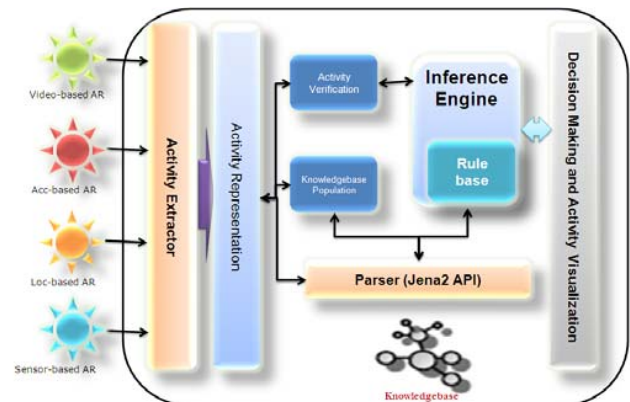 Video-based AR
Acc-based AR
Loc-based AR
Sensor-based AR
Activity Extractor
Activity Representation
Activity
Verification
Knowledgebase
Population
Inference
Engine
Rule
base
Parser (Jena2 API)
Knowledgebase
Decision Making and Activity Visualization